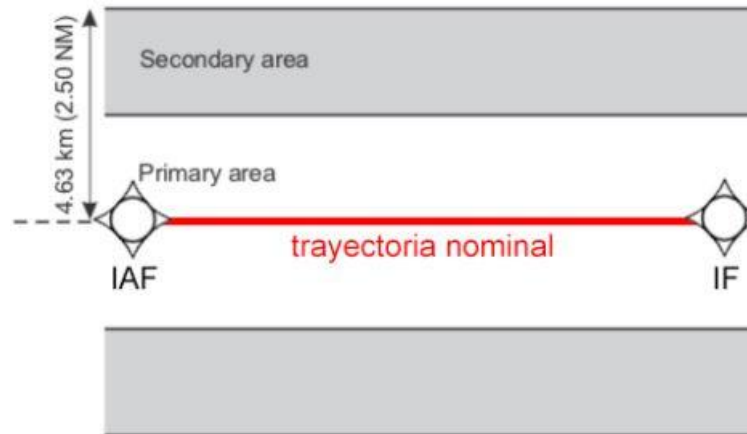 4.63 km (2.50 NM)
Secondary area
Primary area
trayectoria nominal
IAF
IF